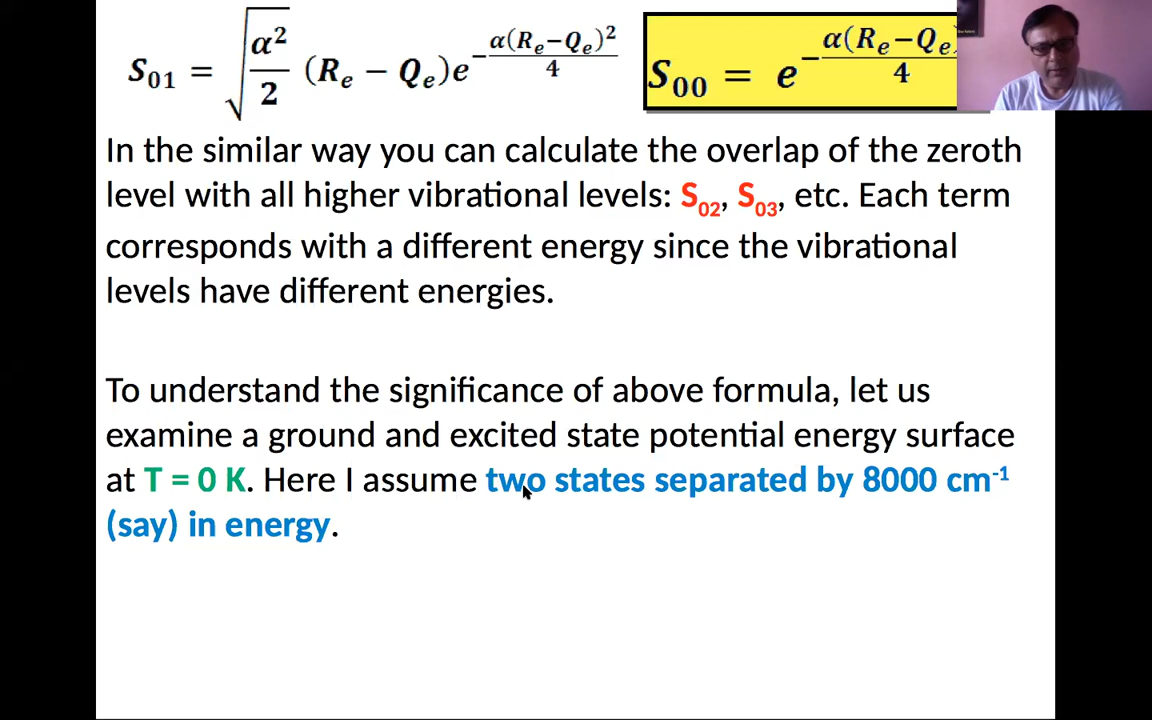 S₀₁ = √(α²/2) (Rₑ − Qₑ)e^(−α(Rₑ−Qₑ)²/4)
S₀₀ = e^(−α(Rₑ−Qₑ/4)
In the similar way you can calculate the overlap of the zeroth
level with all higher vibrational levels: S₀₂, S₀₃, etc. Each term
corresponds with a different energy since the vibrational
levels have different energies.
To understand the significance of above formula, let us
examine a ground and excited state potential energy surface
at T = 0 K. Here I assume two states separated by 8000 cm⁻¹
(say) in energy.